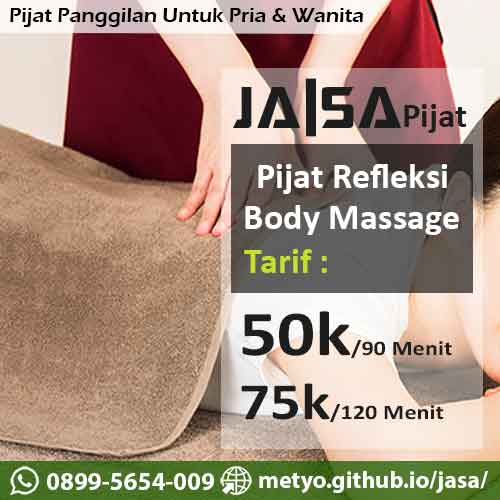 Pijat Panggilan Untuk Pria & Wanita
JA|SA Pijat
Pijat Refleksi
Body Massage
Tarif :
50k/90 Menit
75k/120 Menit
0899-5654-009 metyo.github.io/jasa/